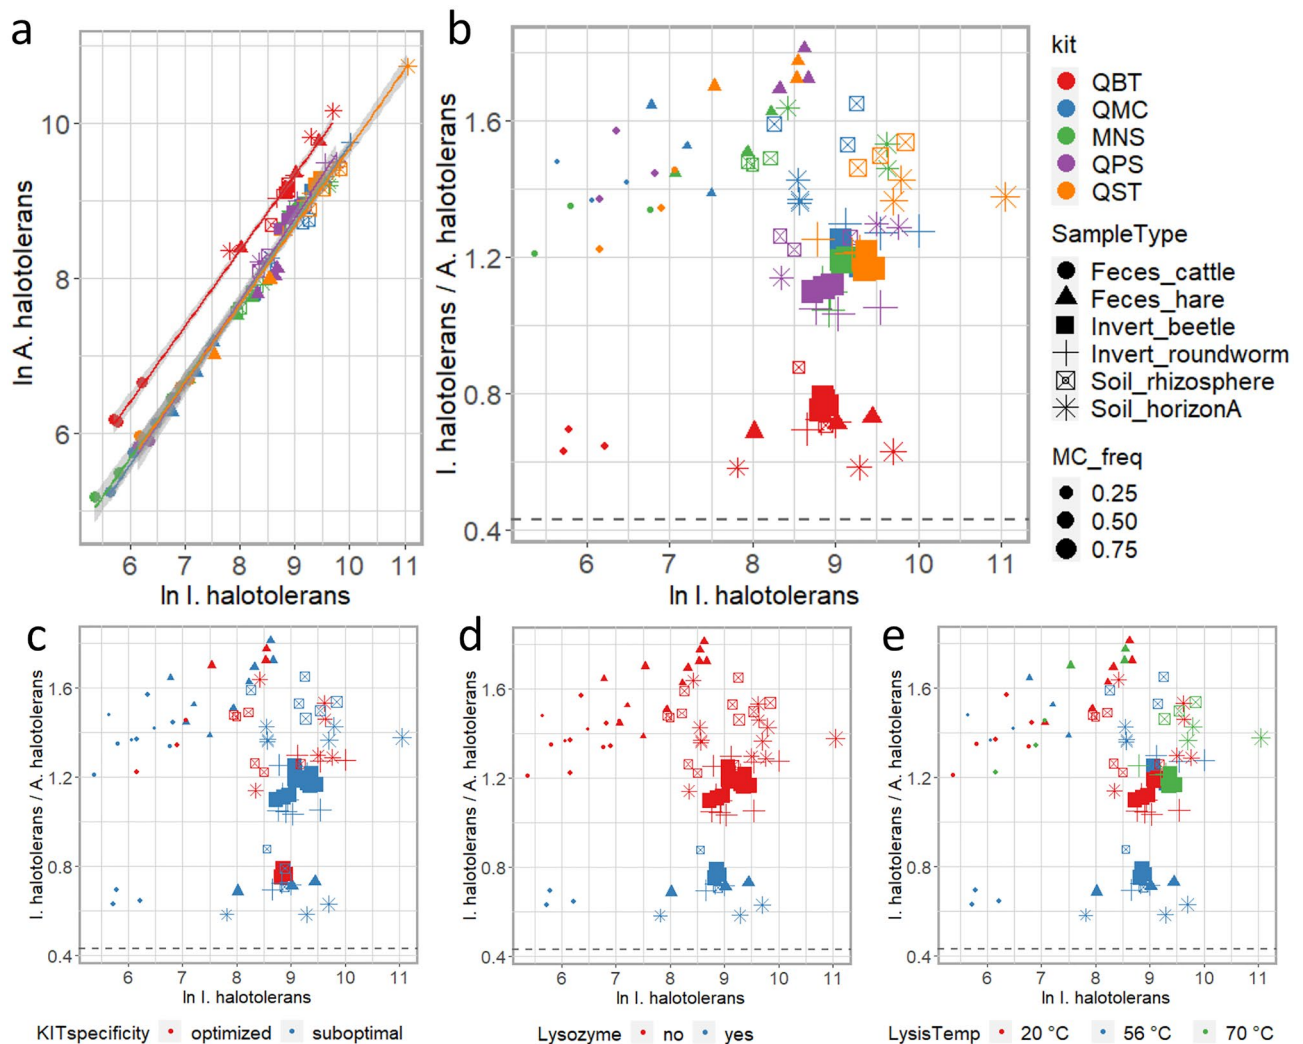 a
10
8
6
ln A. halotolerans
6 7 8 9 10 11
ln I. halotolerans
b
1.6
1.2
0.8
0.4
I. halotolerans / A. halotolerans
6 7 8 9 10 11
ln I. halotolerans
kit
QBT
QMC
MNS
QPS
QST
SampleType
Feces_cattle
Feces_hare
Invert_beetle
Invert_roundworm
Soil_rhizosphere
Soil_horizonA
MC_freq
0.25
0.50
0.75
c
1.6
1.2
0.8
0.4
I. halotolerans / A. halotolerans
6 7 8 9 10 11
ln I. halotolerans
KITspecificity optimized suboptimal
d
1.6
1.2
0.8
0.4
I. halotolerans / A. halotolerans
6 7 8 9 10 11
ln I. halotolerans
Lysozyme no yes
e
1.6
1.2
0.8
0.4
I. halotolerans / A. halotolerans
6 7 8 9 10 11
ln I. halotolerans
LysisTemp 20 °C 56 °C 70 °C